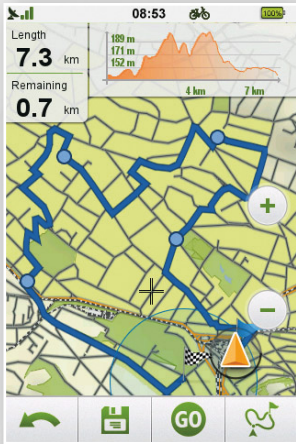 08:53
100%
Length
7.3 km
Remaining
0.7 km
189 m
171 m
152 m
4 km 7 km
+
−
GO